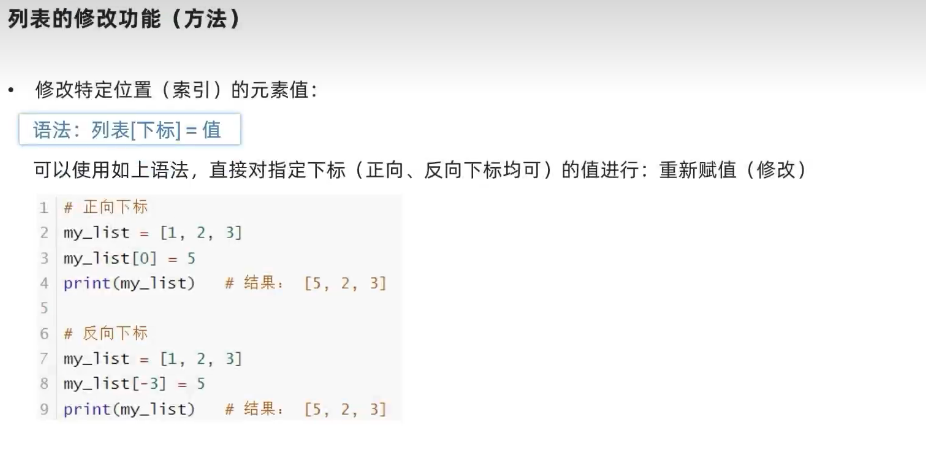 列表的修改功能（方法）
• 修改特定位置（索引）的元素值：
语法：列表[下标] = 值
可以使用如上语法，直接对指定下标（正向、反向下标均可）的值进行：重新赋值（修改）
1 # 正向下标
2 my_list = [1, 2, 3]
3 my_list[0] = 5
4 print(my_list)   # 结果： [5, 2, 3]
5
6 # 反向下标
7 my_list = [1, 2, 3]
8 my_list[-3] = 5
9 print(my_list)   # 结果： [5, 2, 3]